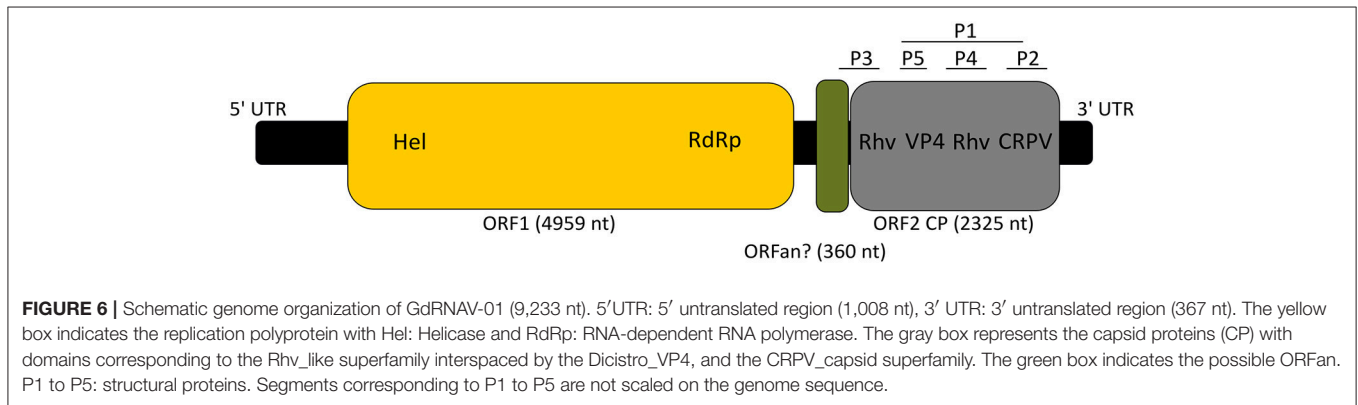 P1
P3 P5 P4 P2
5' UTR
3' UTR
Hel RdRp Rhv VP4 Rhv CRPV
ORF1 (4959 nt)
ORF2 CP (2325 nt)
ORFan? (360 nt)
FIGURE 6 | Schematic genome organization of GdRNAV-01 (9,233 nt). 5′UTR: 5′ untranslated region (1,008 nt), 3′ UTR: 3′ untranslated region (367 nt). The yellow
box indicates the replication polyprotein with Hel: Helicase and RdRp: RNA-dependent RNA polymerase. The gray box represents the capsid proteins (CP) with
domains corresponding to the Rhv_like superfamily interspaced by the Dicistro_VP4, and the CRPV_capsid superfamily. The green box indicates the possible ORFan.
P1 to P5: structural proteins. Segments corresponding to P1 to P5 are not scaled on the genome sequence.